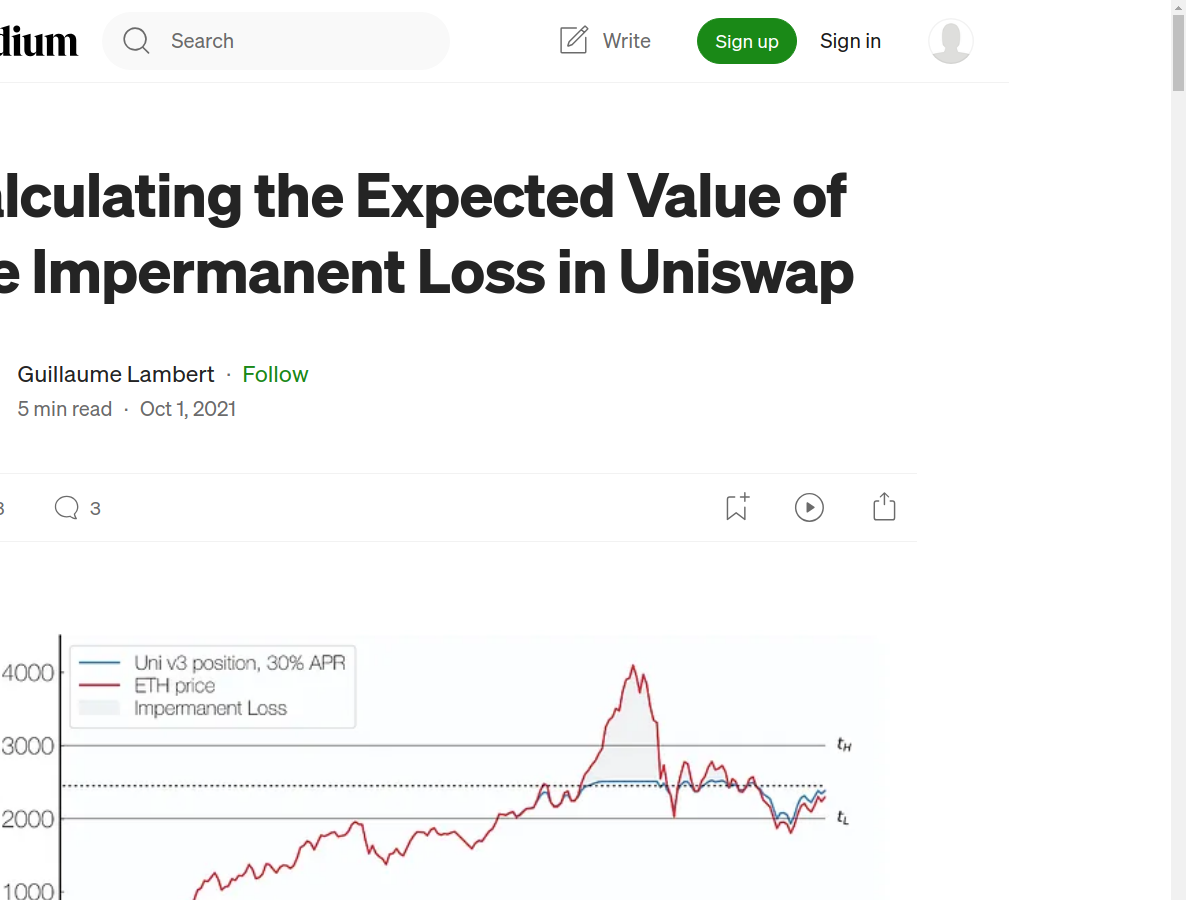 dium
Search
Write
Sign up
Sign in
alculating the Expected Value of
e Impermanent Loss in Uniswap
Guillaume Lambert · Follow
5 min read · Oct 1, 2021
3
3
Uni v3 position, 30% APR
ETH price
Impermanent Loss
4000
3000
tH
2000
tL
1000